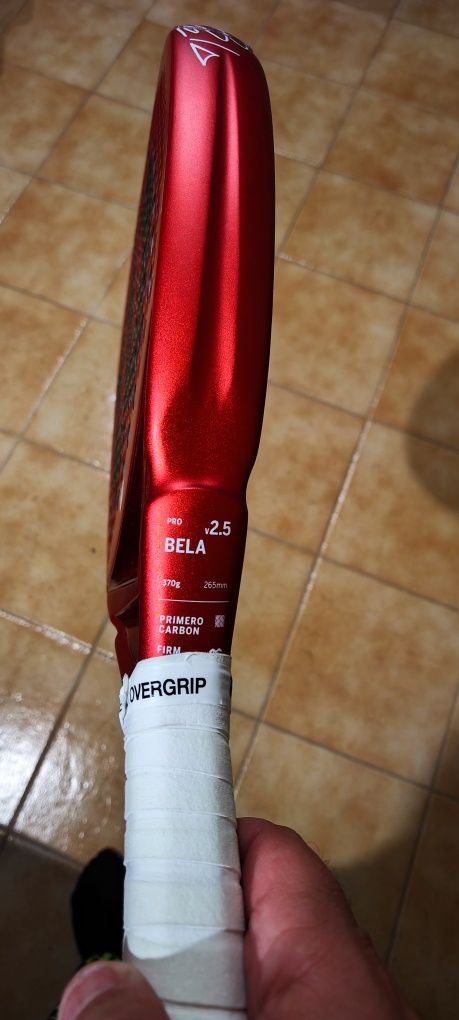 PRO v2.5
BELA
370g 265mm
PRIMERO
CARBON
FIRM
OVERGRIP